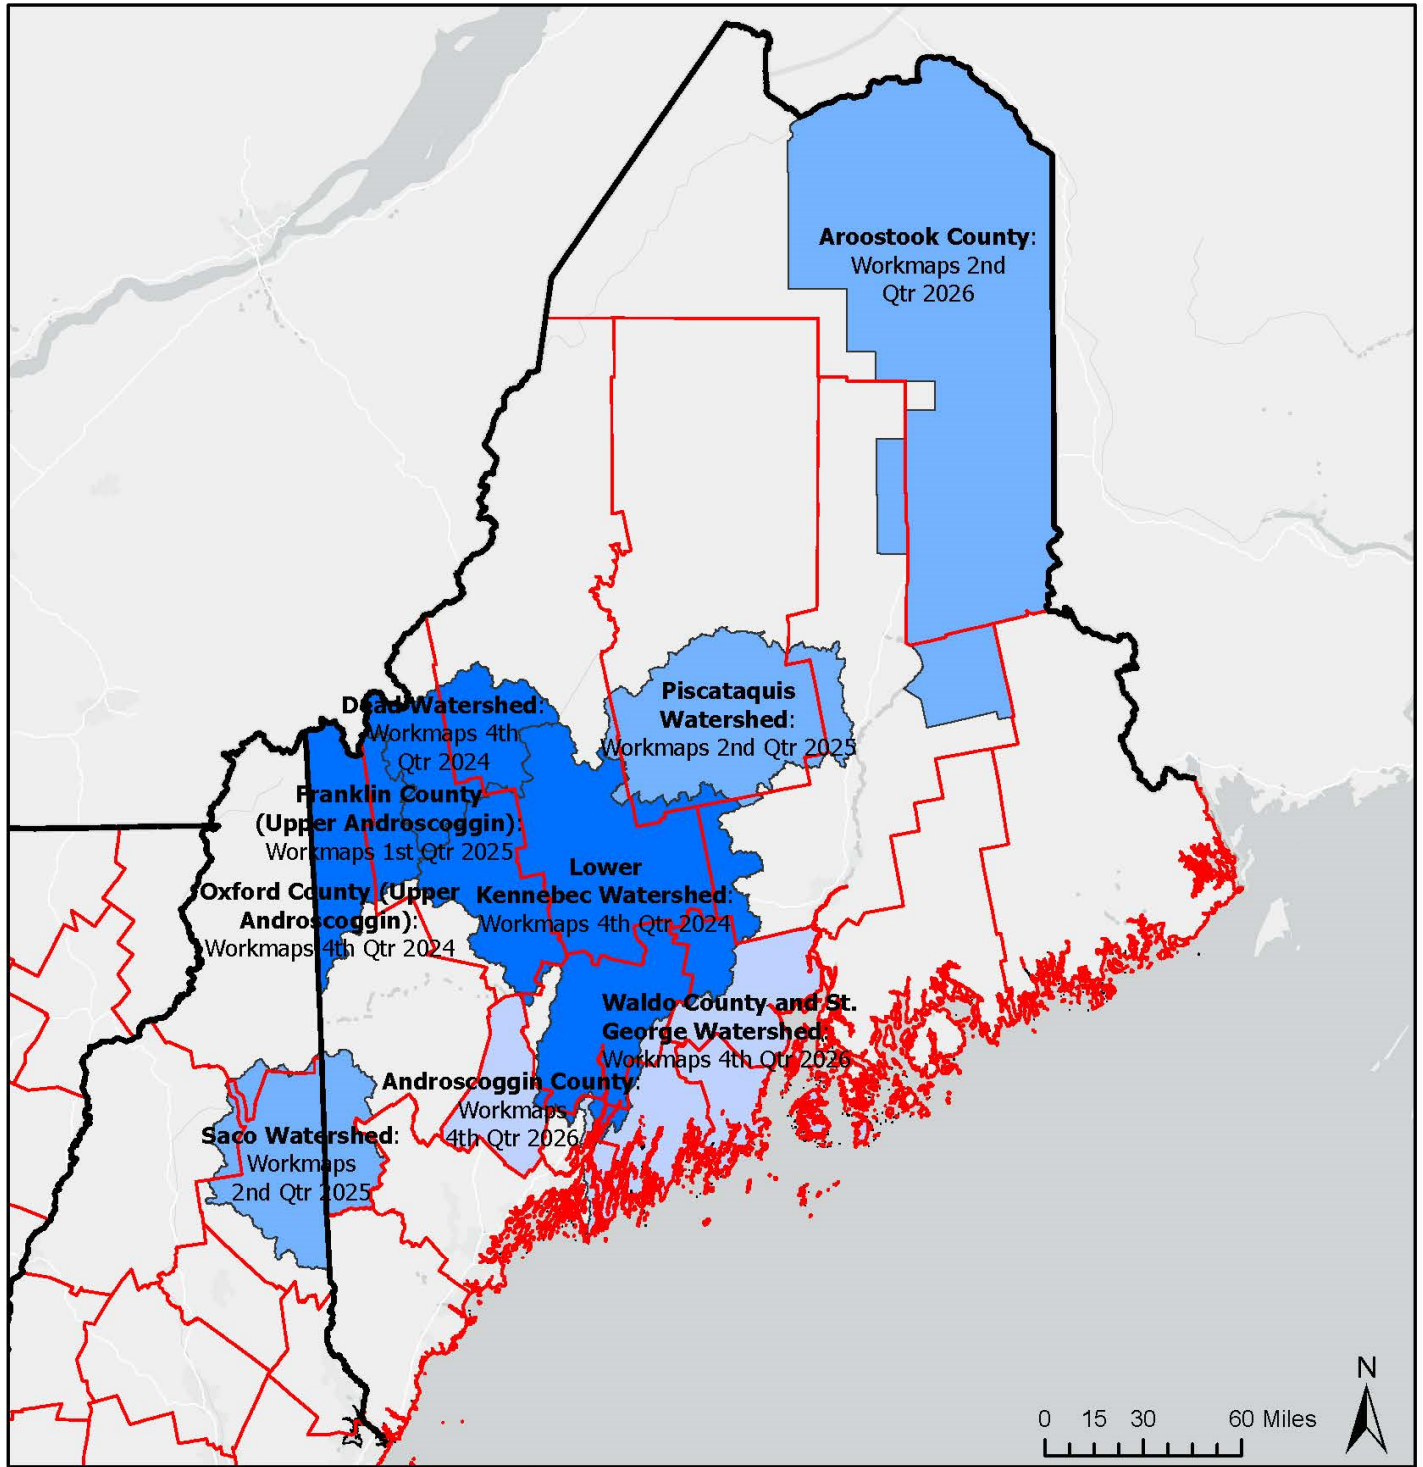 Aroostook County:
Workmaps 2nd
Qtr 2026
Piscataquis
Watershed:
Workmaps 2nd Qtr 2025
Dead Watershed:
Workmaps 4th
Qtr 2024
Franklin County
(Upper Androscoggin):
Workmaps 1st Qtr 2025
Lower
Kennebec Watershed:
Workmaps 4th Qtr 2024
Oxford County (Upper
Androscoggin):
Workmaps 4th Qtr 2024
Waldo County and St.
George Watershed:
Workmaps 4th Qtr 2026
Androscoggin County:
Workmaps
4th Qtr 2026
Saco Watershed:
Workmaps
2nd Qtr 2025
N
0 15 30 60 Miles